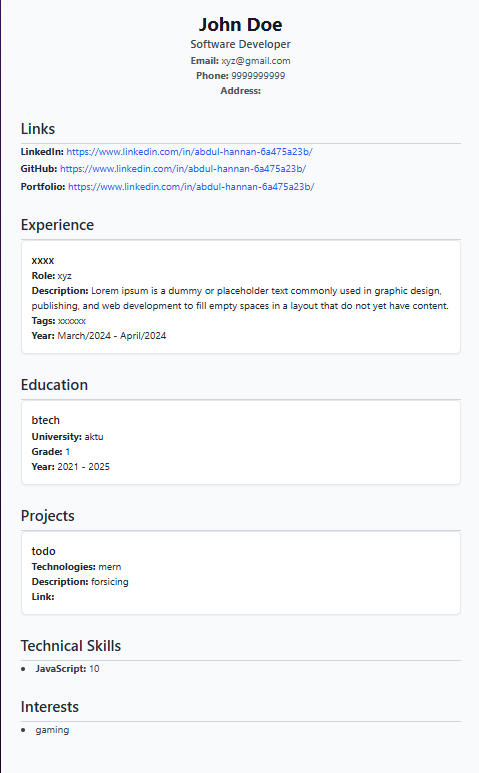 John Doe
Software Developer
Email: xyz@gmail.com
Phone: 9999999999
Address:
Links
LinkedIn: https://www.linkedin.com/in/abdul-hannan-6a475a23b/
GitHub: https://www.linkedin.com/in/abdul-hannan-6a475a23b/
Portfolio: https://www.linkedin.com/in/abdul-hannan-6a475a23b/
Experience
xxxx
Role: xyz
Description: Lorem ipsum is a dummy or placeholder text commonly used in graphic design,
publishing, and web development to fill empty spaces in a layout that do not yet have content.
Tags: xxxxxx
Year: March/2024 - April/2024
Education
btech
University: aktu
Grade: 1
Year: 2021 - 2025
Projects
todo
Technologies: mern
Description: forsicing
Link:
Technical Skills
• JavaScript: 10
Interests
• gaming